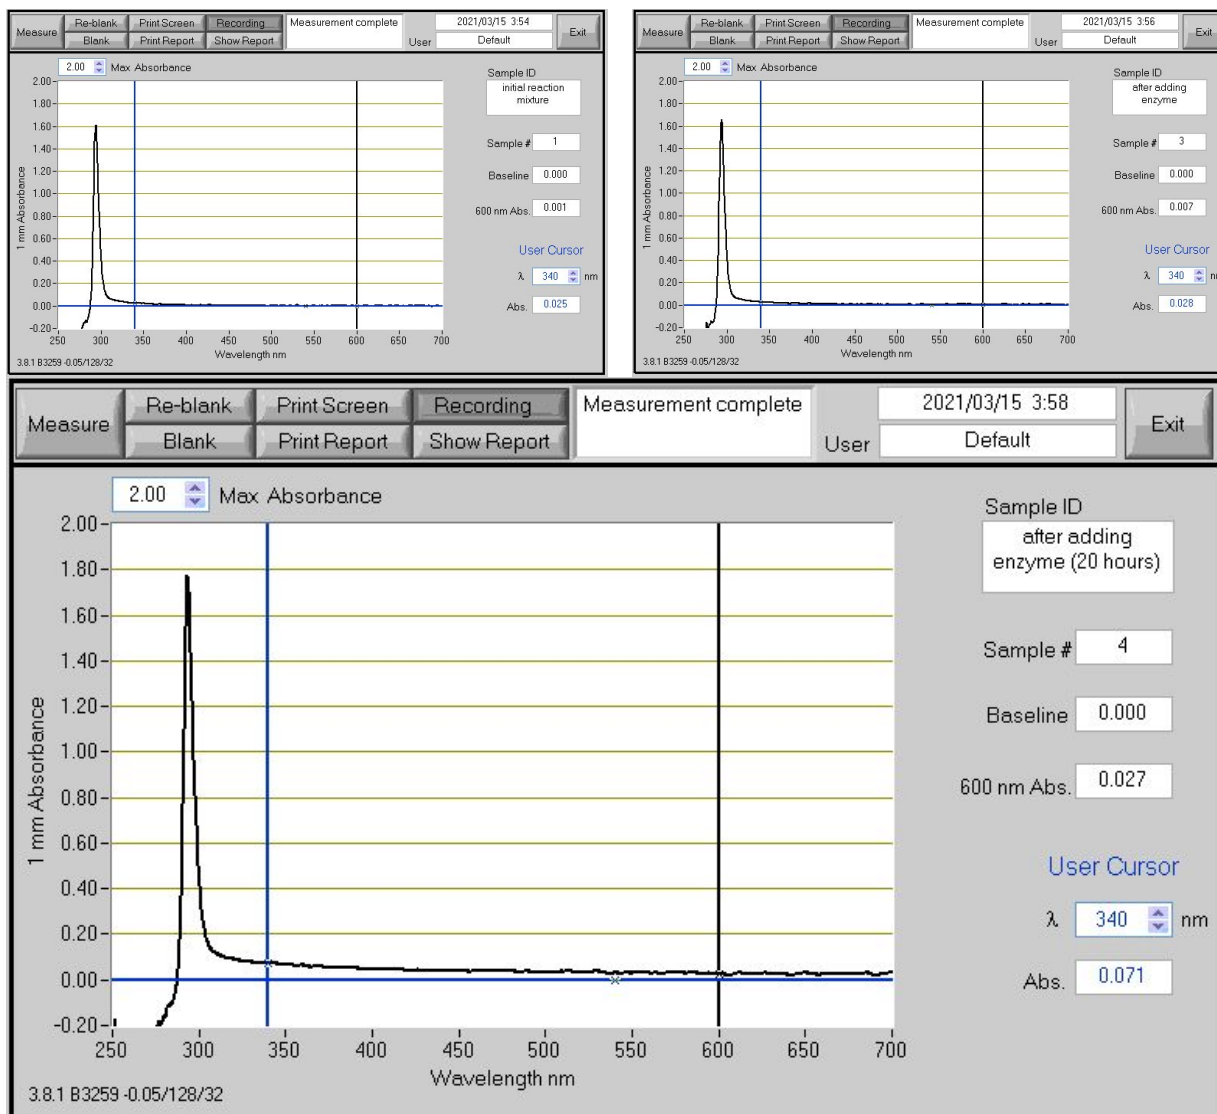 Measure
Re-blank
Print Screen
Recording
Blank
Print Report
Show Report
Measurement complete
2021/03/15 3:54
User
Default
Exit
2.00 Max Absorbance
2.00
1.80
1.60
1.40
1.20
1.00
0.80
0.60
0.40
0.20
0.00
-0.20
1 mm Absorbance
250 300 350 400 450 500 550 600 650 700
Wavelength nm
3.8.1 B3259 -0.05/128/32
Sample ID
initial reaction
mixture
Sample # 1
Baseline 0.000
600 nm Abs. 0.001
User Cursor
λ 340 nm
Abs. 0.025
Measure
Re-blank
Print Screen
Recording
Blank
Print Report
Show Report
Measurement complete
2021/03/15 3:56
User
Default
Exit
2.00 Max Absorbance
2.00
1.80
1.60
1.40
1.20
1.00
0.80
0.60
0.40
0.20
0.00
-0.20
1 mm Absorbance
250 300 350 400 450 500 550 600 650 700
Wavelength nm
3.8.1 B3259 -0.05/128/32
Sample ID
after adding
enzyme
Sample # 3
Baseline 0.000
600 nm Abs. 0.007
User Cursor
λ 340 nm
Abs. 0.028
Measure
Re-blank
Print Screen
Recording
Blank
Print Report
Show Report
Measurement complete
2021/03/15 3:58
User
Default
Exit
2.00 Max Absorbance
2.00
1.80
1.60
1.40
1.20
1.00
0.80
0.60
0.40
0.20
0.00
-0.20
1 mm Absorbance
250 300 350 400 450 500 550 600 650 700
Wavelength nm
3.8.1 B3259 -0.05/128/32
Sample ID
after adding
enzyme (20 hours)
Sample # 4
Baseline 0.000
600 nm Abs. 0.027
User Cursor
λ 340 nm
Abs. 0.071